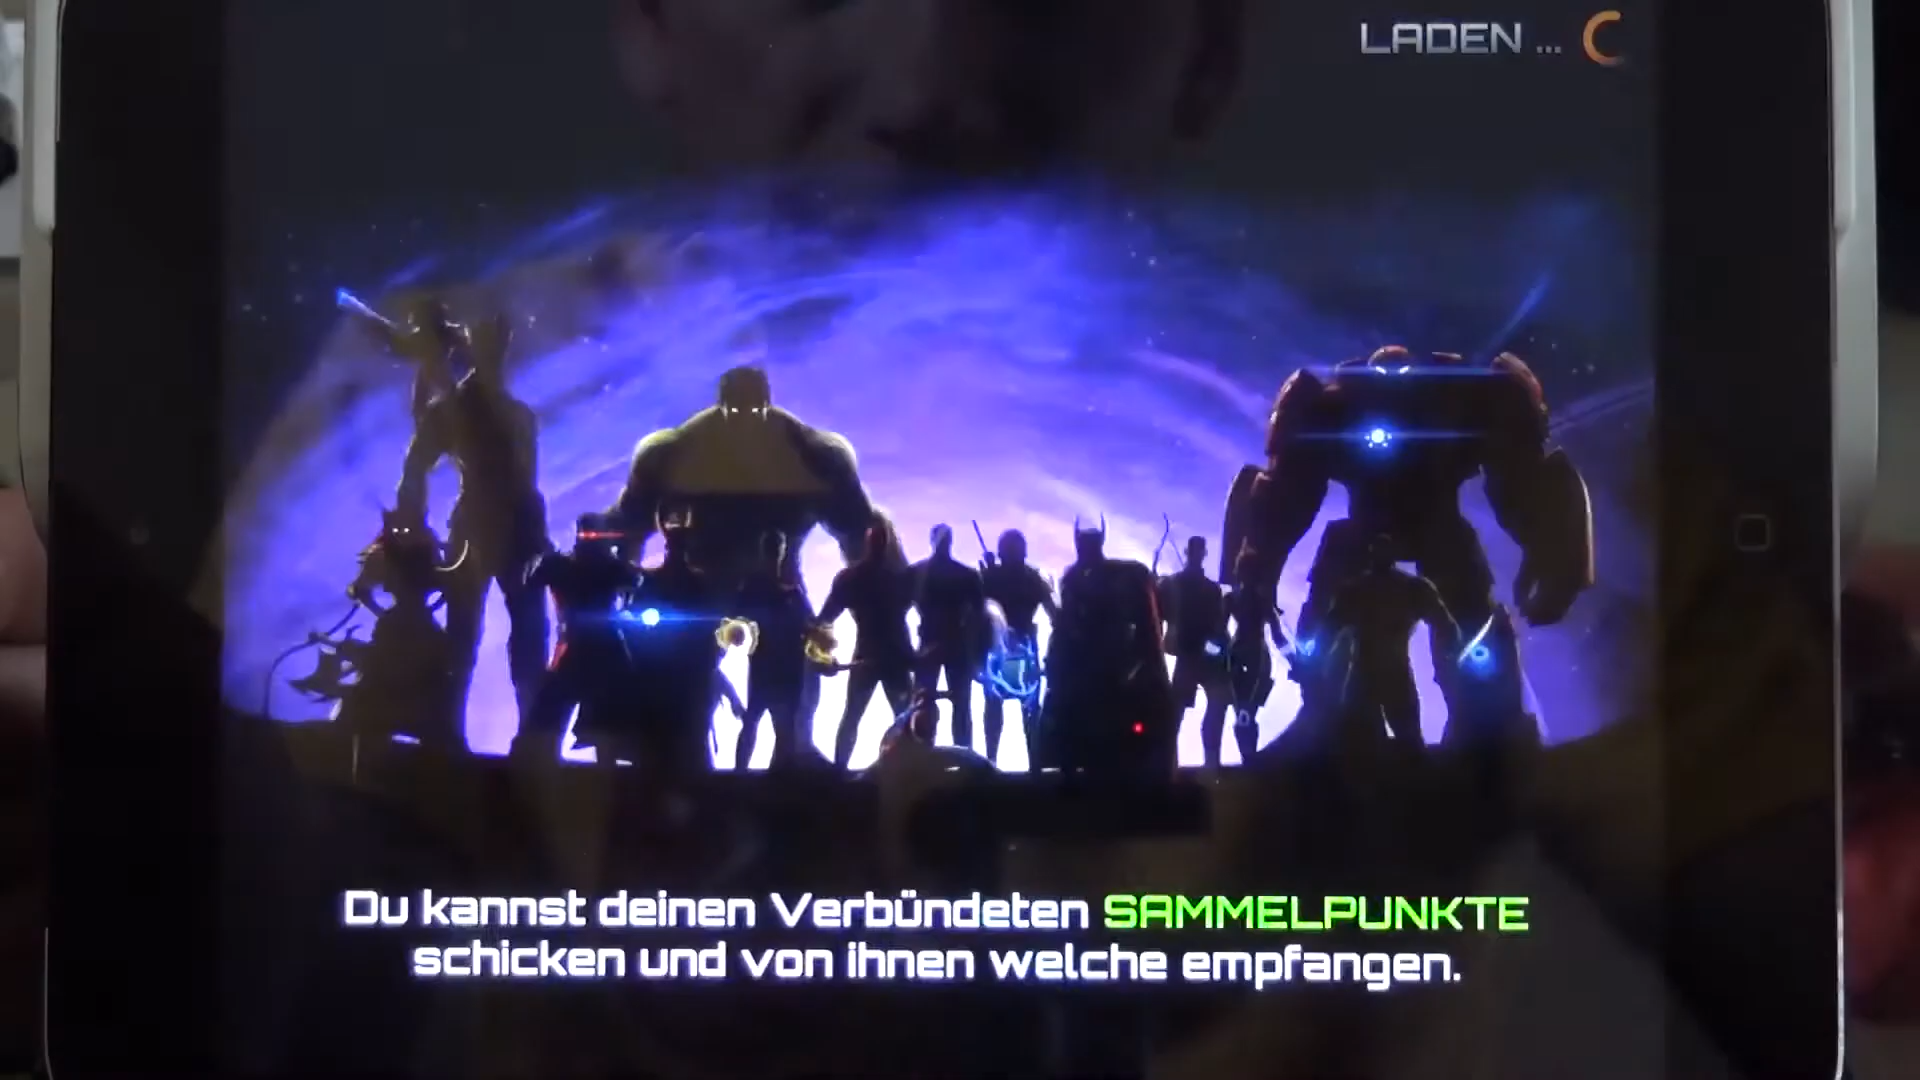 LADEN ...
Du kannst deinen Verbündeten SAMMELPUNKTE
schicken und von ihnen welche empfangen.